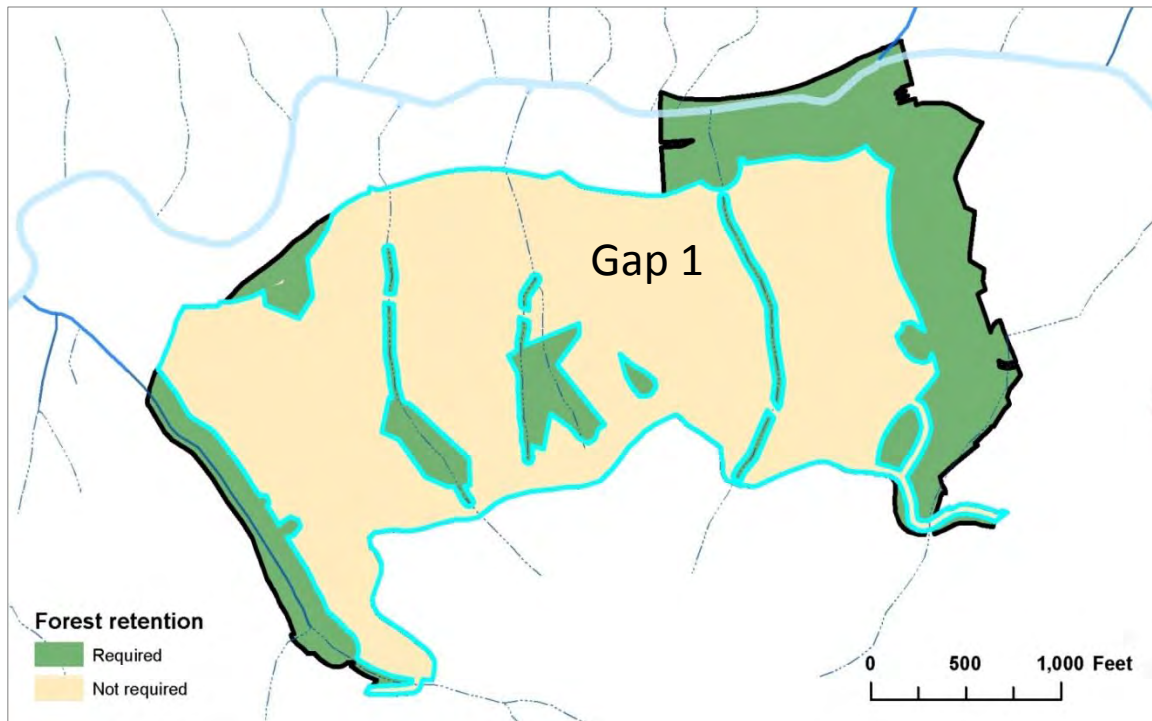 Gap 1
Forest retention
Required
Not required
0 500 1,000 Feet